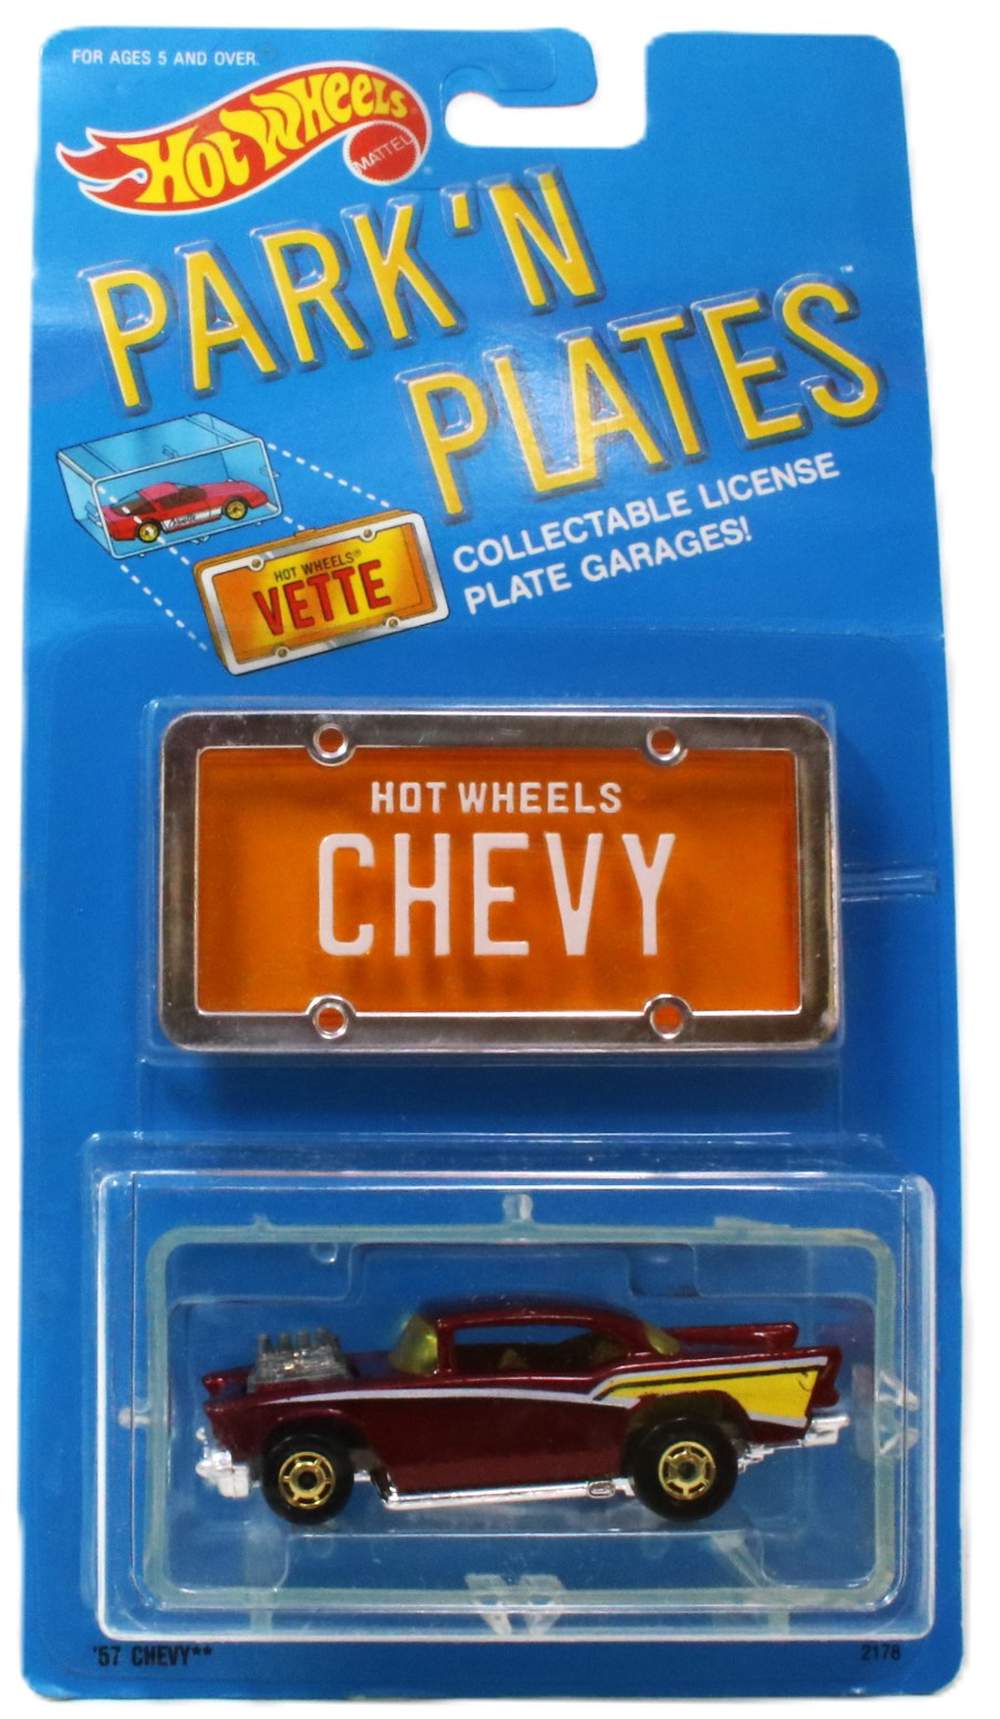 FOR AGES 5 AND OVER.
HOT WHEELS
MATTEL
PARK'N
PLATES™
COLLECTABLE LICENSE
PLATE GARAGES!
HOT WHEELS®
VETTE
HOT WHEELS
CHEVY
'57 CHEVY**
2178